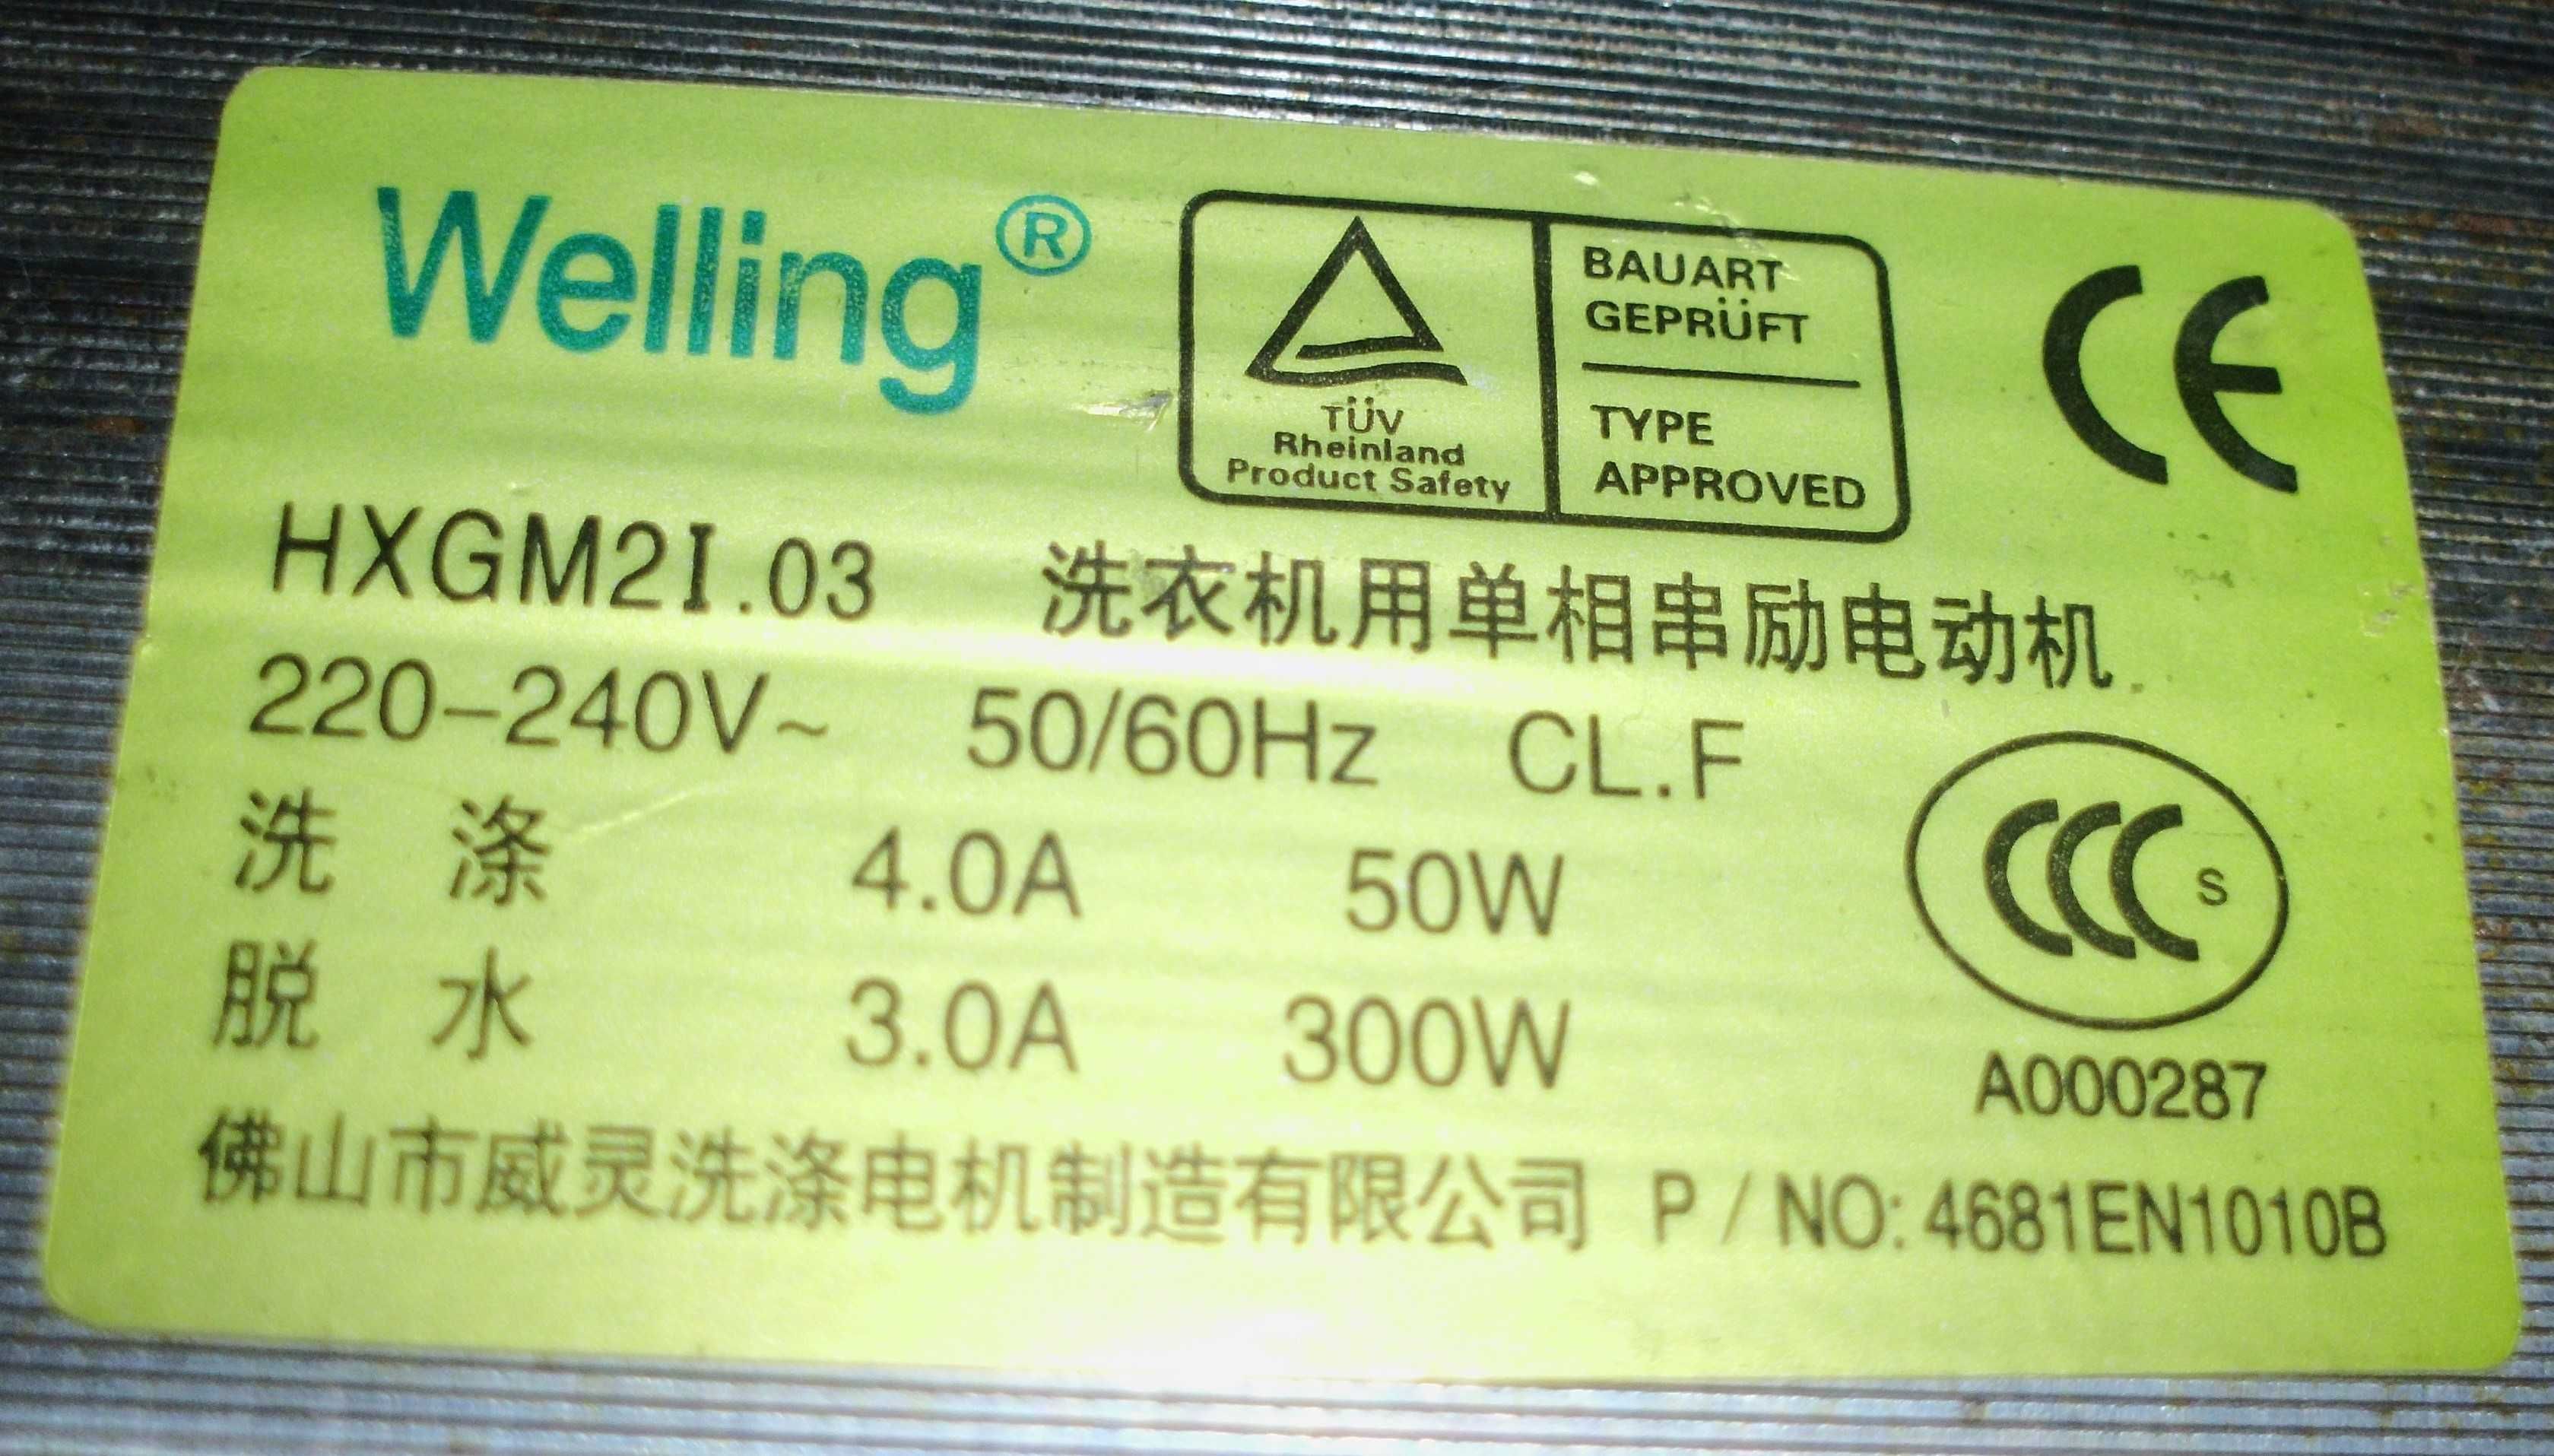 Welling®
TÜV
Rheinland
Product Safety
BAUART
GEPRÜFT
TYPE
APPROVED
CE
HXGM2I.03 洗衣机用单相串励电动机
220-240V~ 50/60Hz CL.F
洗 涤 4.0A 50W
脱 水 3.0A 300W
CCC S
A000287
佛山市威灵洗涤电机制造有限公司 P/NO:4681EN1010B